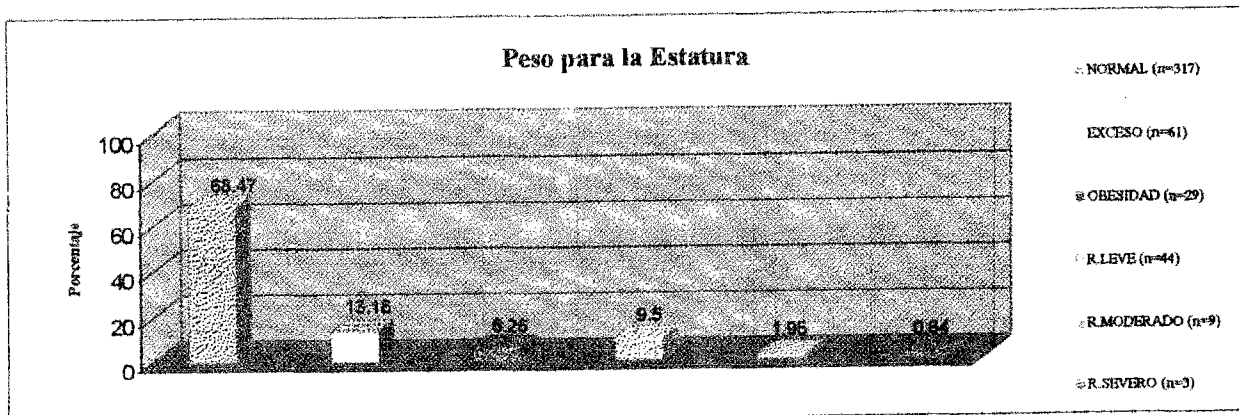 Peso para la Estatura
Porcentaje
100
80
60
40
20
0
68.47
13.18
6.26
9.5
1.96
0.64
NORMAL (n=317)
EXCESO (n=61)
OBESIDAD (n=29)
R.LEVE (n=44)
R.MODERADO (n=9)
R.SEVERO (n=3)